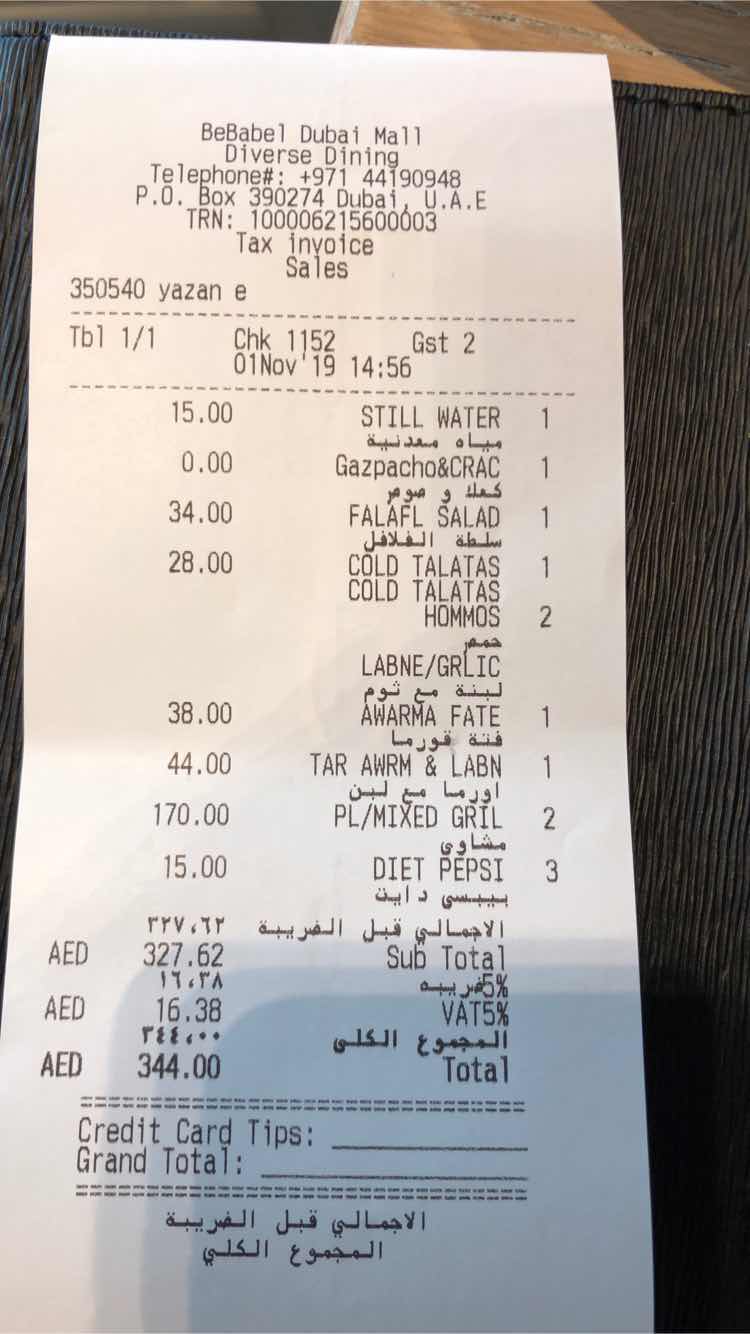 BeBabel Dubai Mall
Diverse Dining
Telephone#: +971 44190948
P.O. Box 390274 Dubai, U.A.E
TRN: 100006215600003
Tax invoice
Sales
350540 yazan e
Tbl 1/1 Chk 1152 Gst 2
01Nov'19 14:56
15.00 STILL WATER 1
مياه معدنية
0.00 Gazpacho&CRAC 1
كعك و صوص
34.00 FALAFL SALAD 1
سلطة الفلافل
28.00 COLD TALATAS 1
COLD TALATAS
HOMMOS 2
حمص
LABNE/GRLIC
لبنة مع ثوم
38.00 AWARMA FATE 1
فتة قورما
44.00 TAR AWRM & LABN 1
اورما مع لبن
170.00 PL/MIXED GRIL 2
مشاوي
15.00 DIET PEPSI 3
بيبسى دايت
الاجمالي قبل الضريبة ٣٢٧،٦٢
AED 327.62 Sub Total
١٦،٣٨ ضريبه 5%
AED 16.38 VAT5%
المجموع الكلى ٣٤٤،٠٠
AED 344.00 Total
Credit Card Tips:
Grand Total:
الاجمالي قبل الضريبة
المجموع الكلي